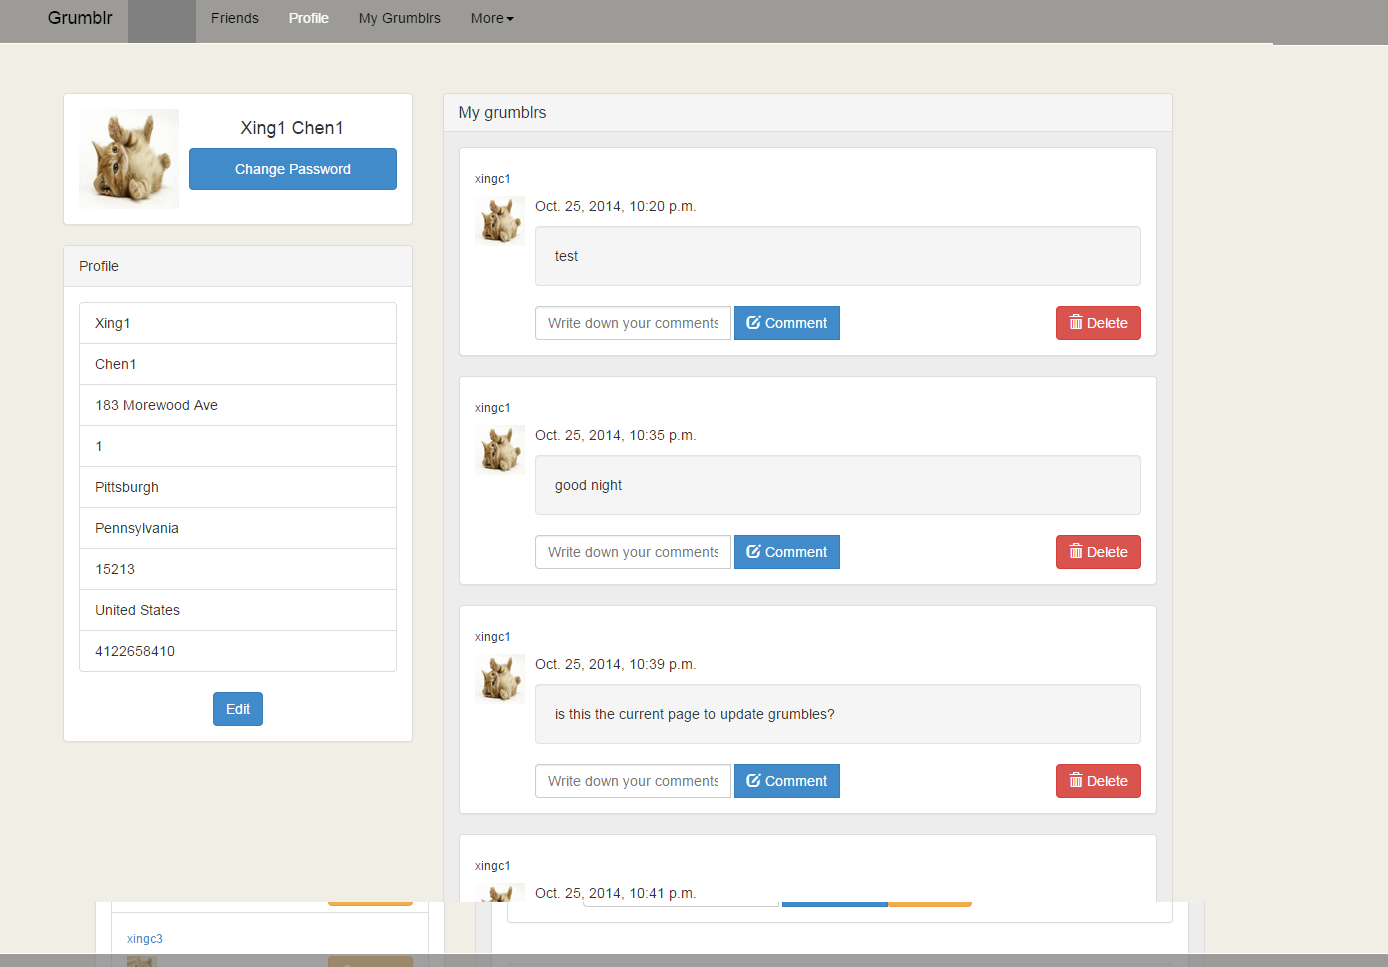 Grumblr Friends Profile My Grumblrs More
Xing1 Chen1
Change Password
Profile
Xing1
Chen1
183 Morewood Ave
1
Pittsburgh
Pennsylvania
15213
United States
4122658410
Edit
My grumblrs
xingc1
Oct. 25, 2014, 10:20 p.m.
test
Write down your comments Comment Delete
xingc1
Oct. 25, 2014, 10:35 p.m.
good night
Write down your comments Comment Delete
xingc1
Oct. 25, 2014, 10:39 p.m.
is this the current page to update grumbles?
Write down your comments Comment Delete
xingc1
Oct. 25, 2014, 10:41 p.m.
xingc3